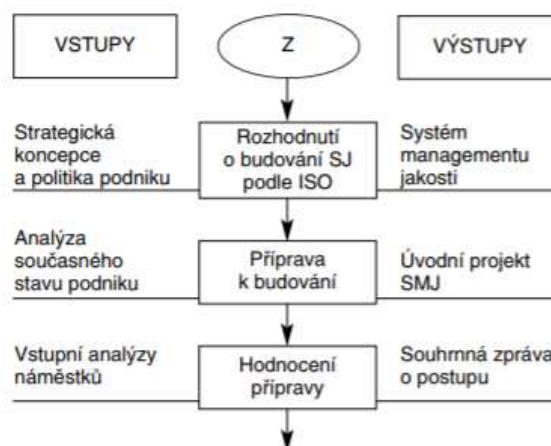 VSTUPY
Z
VÝSTUPY
Strategická
koncepce
a politika podniku
Rozhodnutí
o budování SJ
podle ISO
Systém
managementu
jakosti
Analýza
současného
stavu podniku
Příprava
k budování
Úvodní projekt
SMJ
Vstupní analýzy
náměstků
Hodnocení
přípravy
Souhrnná zpráva
o postupu